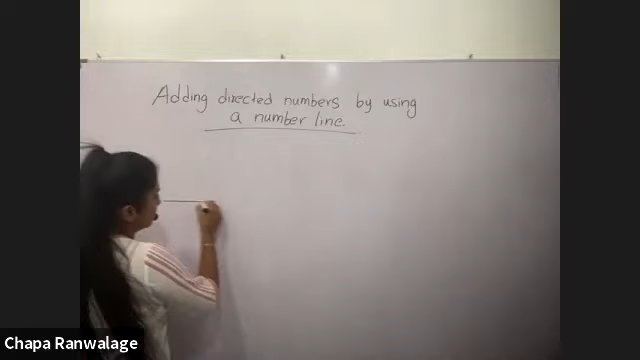 Adding directed numbers by using
a number line.
Chapa Ranwalage